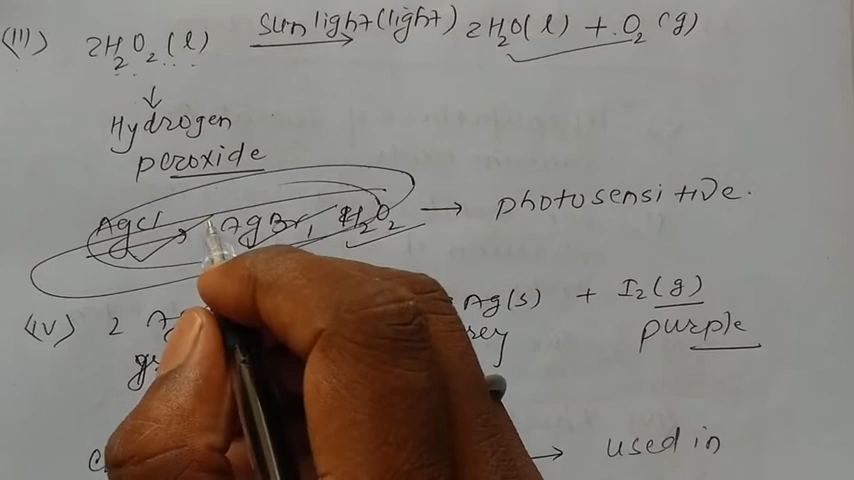 (III) 2H2O2 (l) sunlight (light) 2H2O(l) + O2 (g)
Hydrogen
peroxide
AgCl AgBr, H2O2 → photosensitive.
(IV) 2 Ag(s) + I2 (g)
purple
→ used in